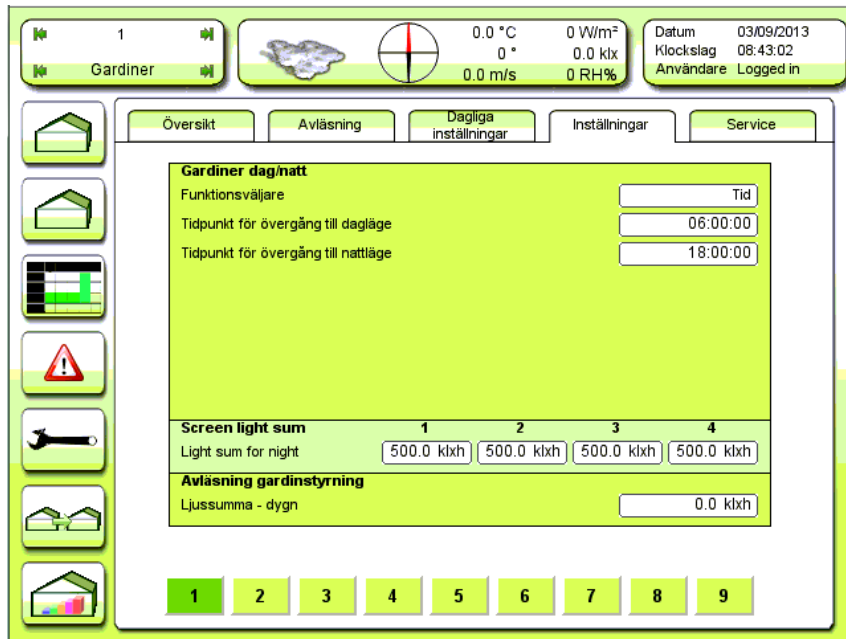 1
Gardiner
0.0 °C 0 W/m²
0 ° 0.0 klx
0.0 m/s 0 RH%
Datum 03/09/2013
Klockslag 08:43:02
Användare Logged in
Översikt Avläsning Dagliga inställningar Inställningar Service
Gardiner dag/natt
Funktionsväljare Tid
Tidpunkt för övergång till dagläge 06:00:00
Tidpunkt för övergång till nattläge 18:00:00
Screen light sum 1 2 3 4
Light sum for night 500.0 klxh 500.0 klxh 500.0 klxh 500.0 klxh
Avläsning gardinstyrning
Ljussumma - dygn 0.0 klxh
1 2 3 4 5 6 7 8 9